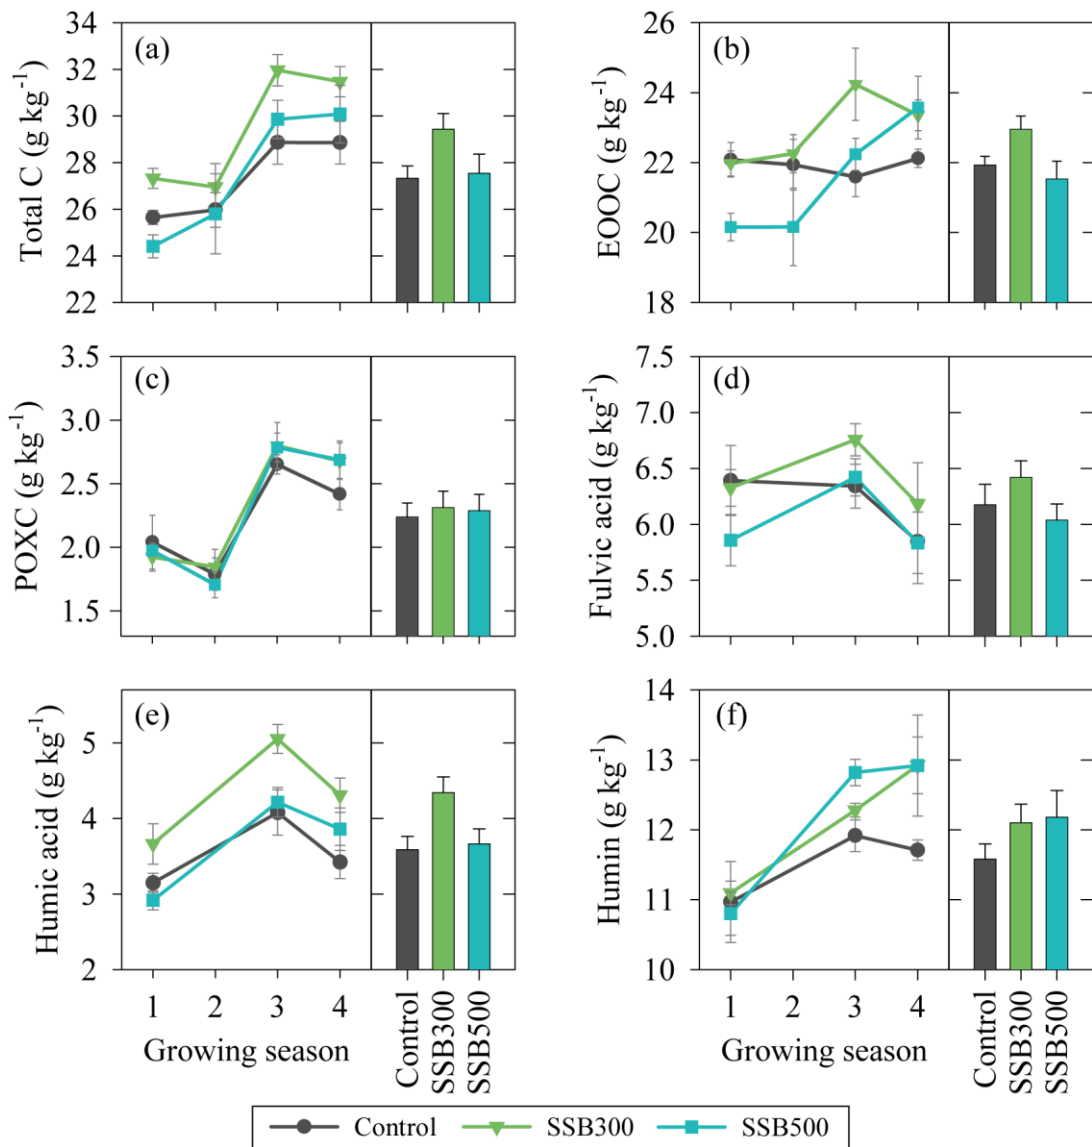 (a)
Total C (g kg⁻¹)
34
32
30
28
26
24
22
(b)
EOOC (g kg⁻¹)
26
24
22
20
18
(c)
POXC (g kg⁻¹)
3.5
3.0
2.5
2.0
1.5
(d)
Fulvic acid (g kg⁻¹)
7.5
7.0
6.5
6.0
5.5
5.0
(e)
Humic acid (g kg⁻¹)
5
4
3
2
1 2 3 4
Growing season
Control
SSB300
SSB500
(f)
Humin (g kg⁻¹)
14
13
12
11
10
1 2 3 4
Growing season
Control
SSB300
SSB500
Control SSB300 SSB500